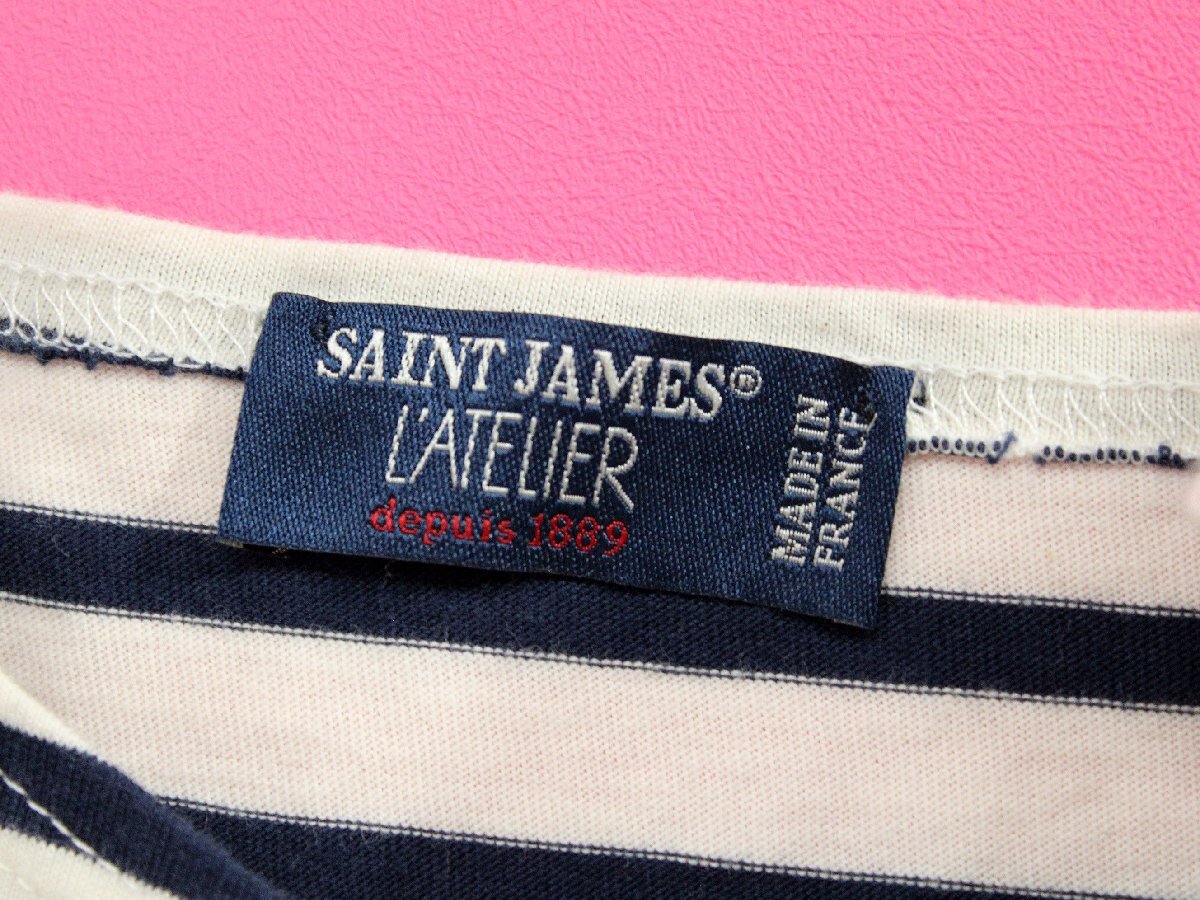 SAINT JAMES®
L'ATELIER
depuis 1889
MADE IN
FRANCE